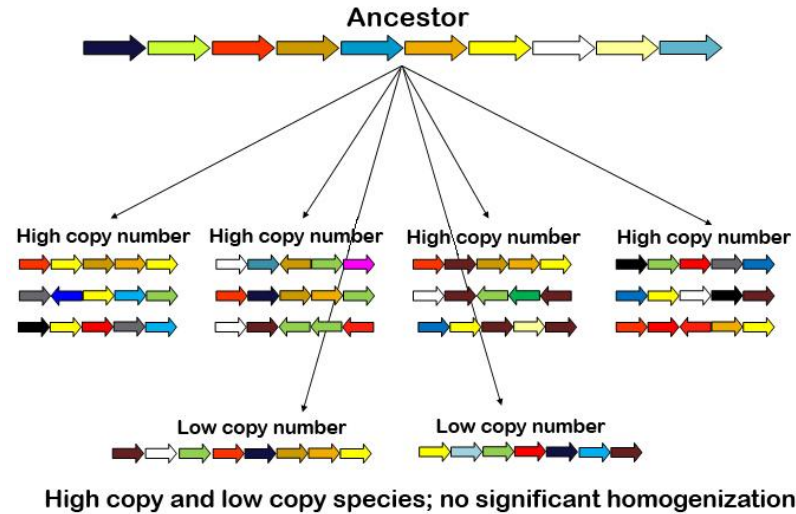 Ancestor
High copy number
High copy number
High copy number
High copy number
Low copy number
Low copy number
High copy and low copy species; no significant homogenization